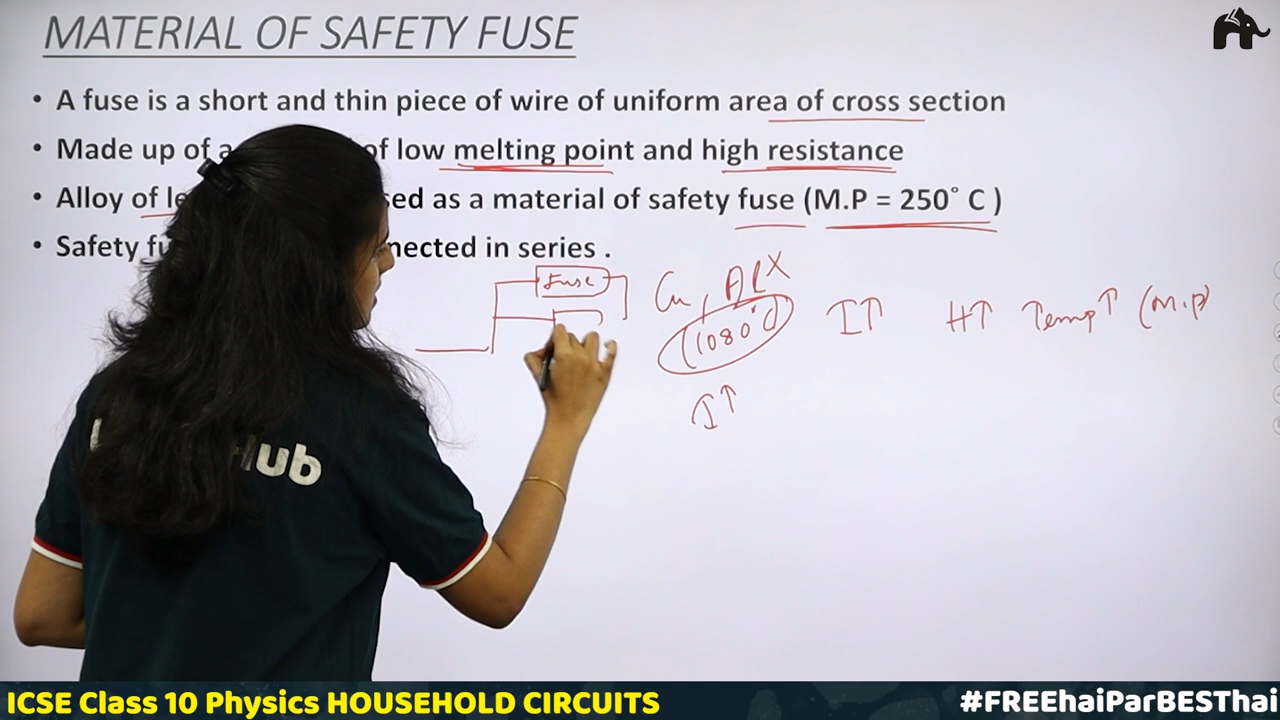 MATERIAL OF SAFETY FUSE
• A fuse is a short and thin piece of wire of uniform area of cross section
• Made up of a of low melting point and high resistance
• Alloy of le sed as a material of safety fuse (M.P = 250° C )
• Safety fu nected in series .
Fuse
Cu, Al X
(1080°C)
I↑ H↑ Temp↑ (M.P)
I↑
Hub
ICSE Class 10 Physics HOUSEHOLD CIRCUITS
#FREEhaiParBESThai